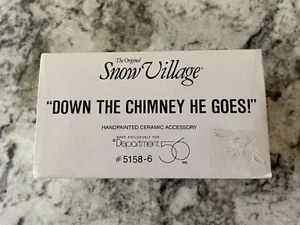 The Original
Snow Village®
"DOWN THE CHIMNEY HE GOES!"
HANDPAINTED CERAMIC ACCESSORY
MADE EXCLUSIVELY FOR
Department 56
# 5158-6